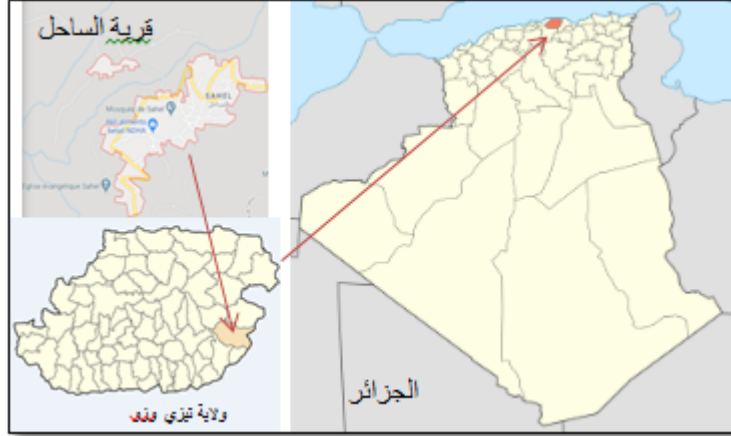 قرية الساحل
SAHEL
Mosquée de Sahel
Eglise évangélique Sahel
ولاية تيزي وزو
الجزائر